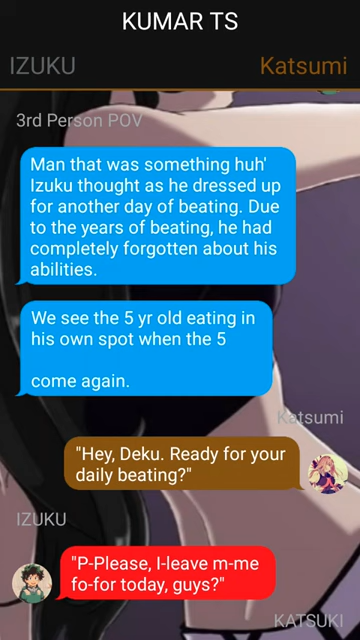 KUMAR TS
IZUKU
Katsumi
3rd Person POV
Man that was something huh'
Izuku thought as he dressed up
for another day of beating. Due
to the years of beating, he had
completely forgotten about his
abilities.
We see the 5 yr old eating in
his own spot when the 5
come again.
Katsumi
"Hey, Deku. Ready for your
daily beating?"
IZUKU
"P-Please, I-leave m-me
fo-for today, guys?"
KATSUKI